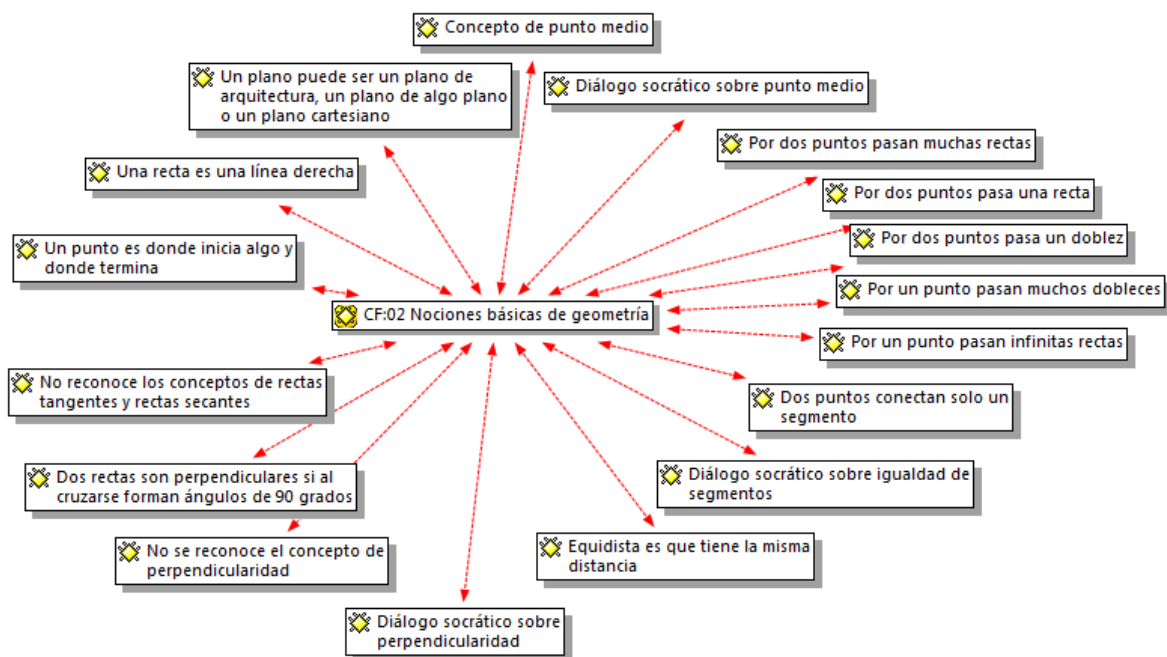 Concepto de punto medio
Un plano puede ser un plano de
arquitectura, un plano de algo plano
o un plano cartesiano
Diálogo socrático sobre punto medio
Por dos puntos pasan muchas rectas
Una recta es una línea derecha
Por dos puntos pasa una recta
Por dos puntos pasa un doblez
Un punto es donde inicia algo y
donde termina
Por un punto pasan muchos dobleces
CF:02 Nociones básicas de geometría
Por un punto pasan infinitas rectas
No reconoce los conceptos de rectas
tangentes y rectas secantes
Dos puntos conectan solo un
segmento
Dos rectas son perpendiculares si al
cruzarse forman ángulos de 90 grados
Diálogo socrático sobre igualdad de
segmentos
No se reconoce el concepto de
perpendicularidad
Equidista es que tiene la misma
distancia
Diálogo socrático sobre
perpendicularidad